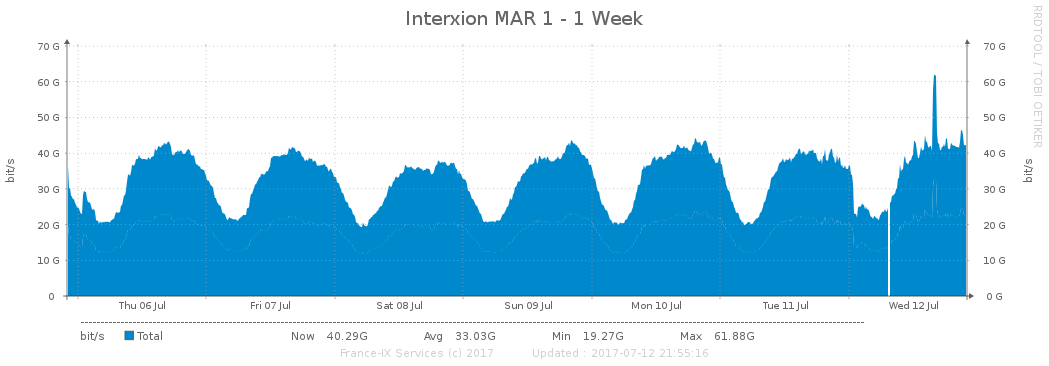 Interxion MAR 1 - 1 Week
RRDTOOL / TOBI OETIKER
bit/s
70 G 70 G
60 G 60 G
50 G 50 G
40 G 40 G
30 G 30 G
20 G 20 G
10 G 10 G
0 0 G
bit/s
Thu 06 Jul Fri 07 Jul Sat 08 Jul Sun 09 Jul Mon 10 Jul Tue 11 Jul Wed 12 Jul
bit/s Total Now 40.29G Avg 33.03G Min 19.27G Max 61.88G
France-IX Services (c) 2017 Updated : 2017-07-12 21:55:16